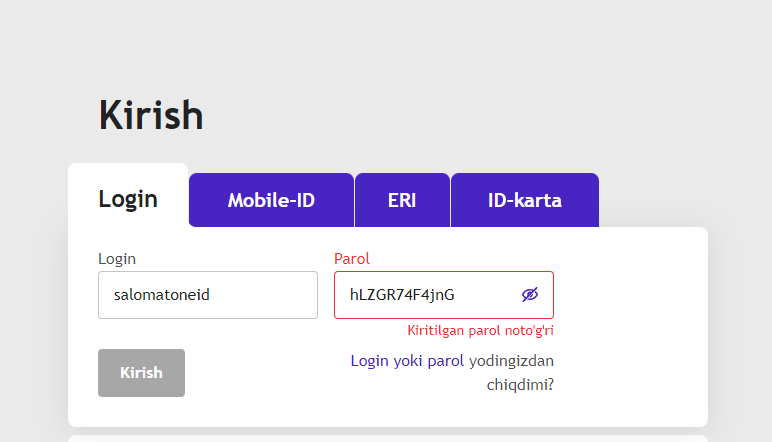 Kirish
Login
Mobile-ID
ERI
ID-karta
Login
Parol
salomatoneid
hLZGR74F4jnG
Kiritilgan parol noto'g'ri
Kirish
Login yoki parol yodingizdan
chiqdimi?